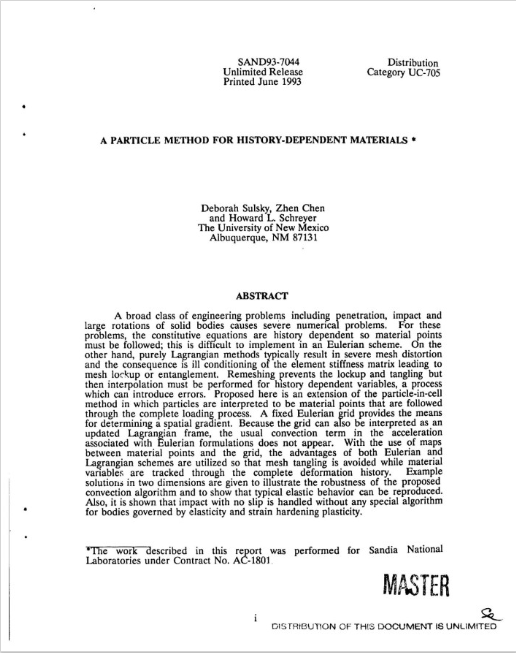 SAND93-7044
Unlimited Release
Printed June 1993
Distribution
Category UC-705
A PARTICLE METHOD FOR HISTORY-DEPENDENT MATERIALS *
Deborah Sulsky, Zhen Chen
and Howard L. Schreyer
The University of New Mexico
Albuquerque, NM 87131
ABSTRACT
A broad class of engineering problems including penetration, impact and
large rotations of solid bodies causes severe numerical problems. For these
problems, the constitutive equations are history dependent so material points
must be followed; this is difficult to implement in an Eulerian scheme. On the
other hand, purely Lagrangian methods typically result in severe mesh distortion
and the consequence is ill conditioning of the element stiffness matrix leading to
mesh lockup or entanglement. Remeshing prevents the lockup and tangling but
then interpolation must be performed for history dependent variables, a process
which can introduce errors. Proposed here is an extension of the particle-in-cell
method in which particles are interpreted to be material points that are followed
through the complete loading process. A fixed Eulerian grid provides the means
for determining a spatial gradient. Because the grid can also be interpreted as an
updated Lagrangian frame, the usual convection term in the acceleration
associated with Eulerian formulations does not appear. With the use of maps
between material points and the grid, the advantages of both Eulerian and
Lagrangian schemes are utilized so that mesh tangling is avoided while material
variables are tracked through the complete deformation history. Example
solutions in two dimensions are given to illustrate the robustness of the proposed
convection algorithm and to show that typical elastic behavior can be reproduced.
Also, it is shown that impact with no slip is handled without any special algorithm
for bodies governed by elasticity and strain hardening plasticity.
*The work described in this report was performed for Sandia National
Laboratories under Contract No. AC-1801
MASTER
i
DISTRIBUTION OF THIS DOCUMENT IS UNLIMITED